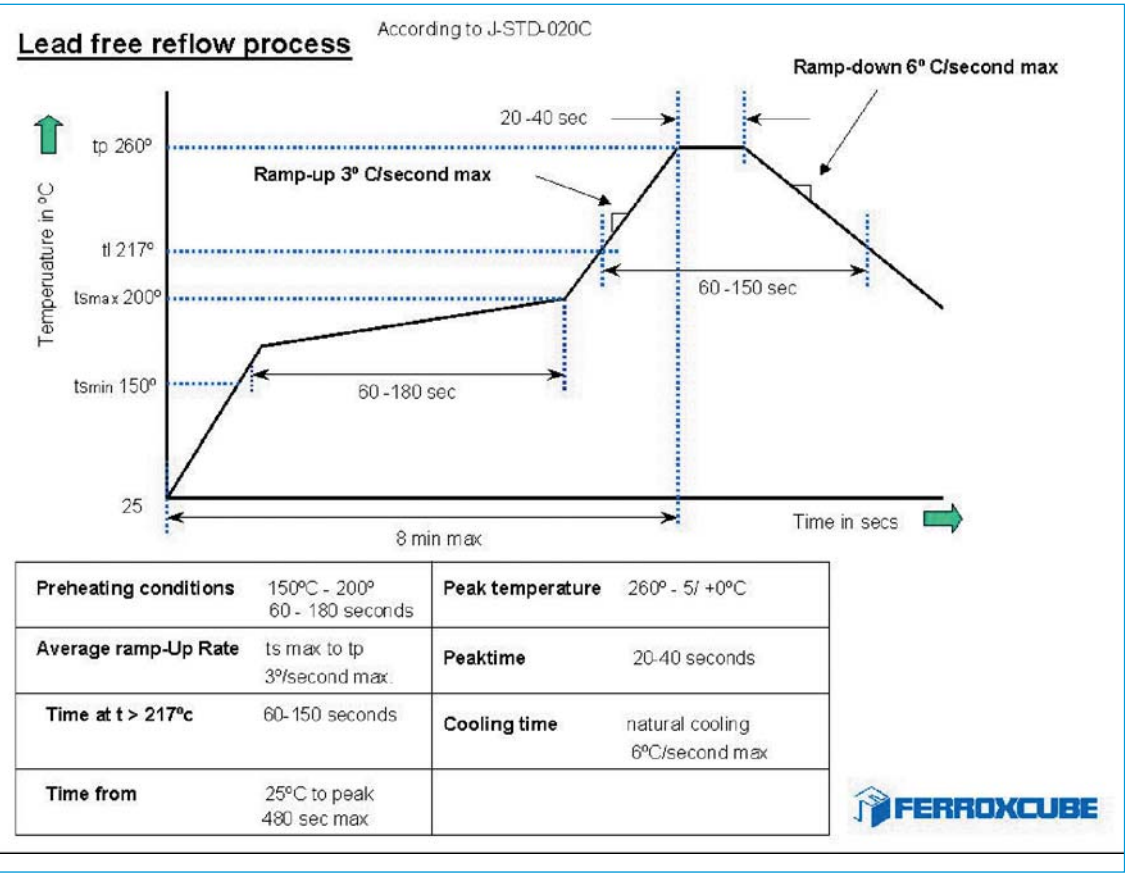 Lead free reflow process
According to J-STD-020C
Ramp-down 6º C/second max
20-40 sec
tp 260º
Ramp-up 3º C/second max
Temperuature in ºC
tl 217º
60-150 sec
tsmax 200º
tsmin 150º
60-180 sec
25
Time in secs
8 min max
Preheating conditions 150ºC - 200º
60 - 180 seconds
Peak temperature 260º - 5/ +0ºC
Average ramp-Up Rate ts max to tp
3º/second max.
Peaktime 20-40 seconds
Time at t > 217ºc 60-150 seconds
Cooling time natural cooling
6ºC/second max
Time from 25ºC to peak
480 sec max
FERROXCUBE